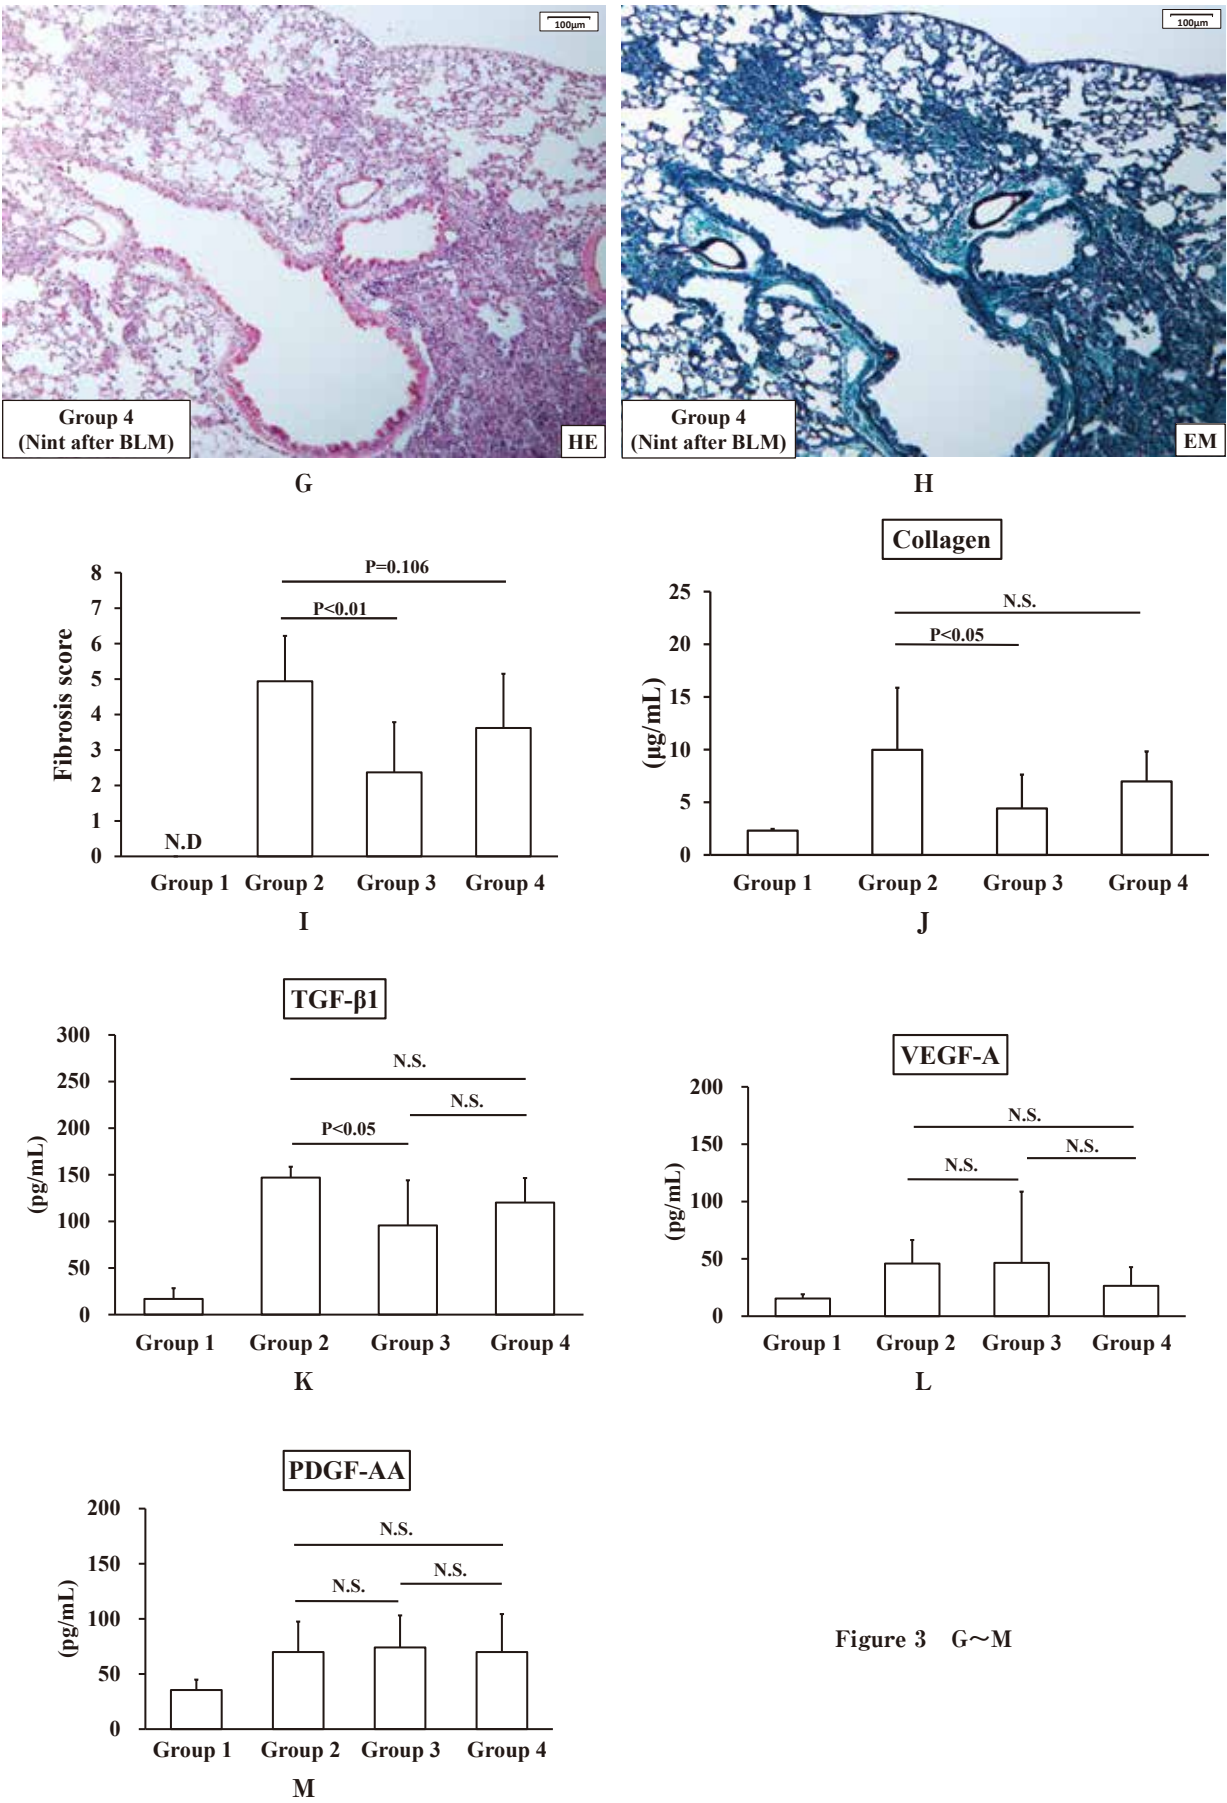 100μm
100μm
Group 4
(Nint after BLM)
HE
Group 4
(Nint after BLM)
EM
G
H
P=0.106
P<0.01
Fibrosis score
8
7
6
5
4
3
2
1
0
N.D
Group 1 Group 2 Group 3 Group 4
I
Collagen
N.S.
P<0.05
(μg/mL)
25
20
15
10
5
0
Group 1 Group 2 Group 3 Group 4
J
TGF-β1
N.S.
N.S.
P<0.05
(pg/mL)
300
250
200
150
100
50
0
Group 1 Group 2 Group 3 Group 4
K
VEGF-A
N.S.
N.S.
N.S.
(pg/mL)
200
150
100
50
0
Group 1 Group 2 Group 3 Group 4
L
PDGF-AA
N.S.
N.S.
N.S.
(pg/mL)
200
150
100
50
0
Group 1 Group 2 Group 3 Group 4
M
Figure 3 G～M